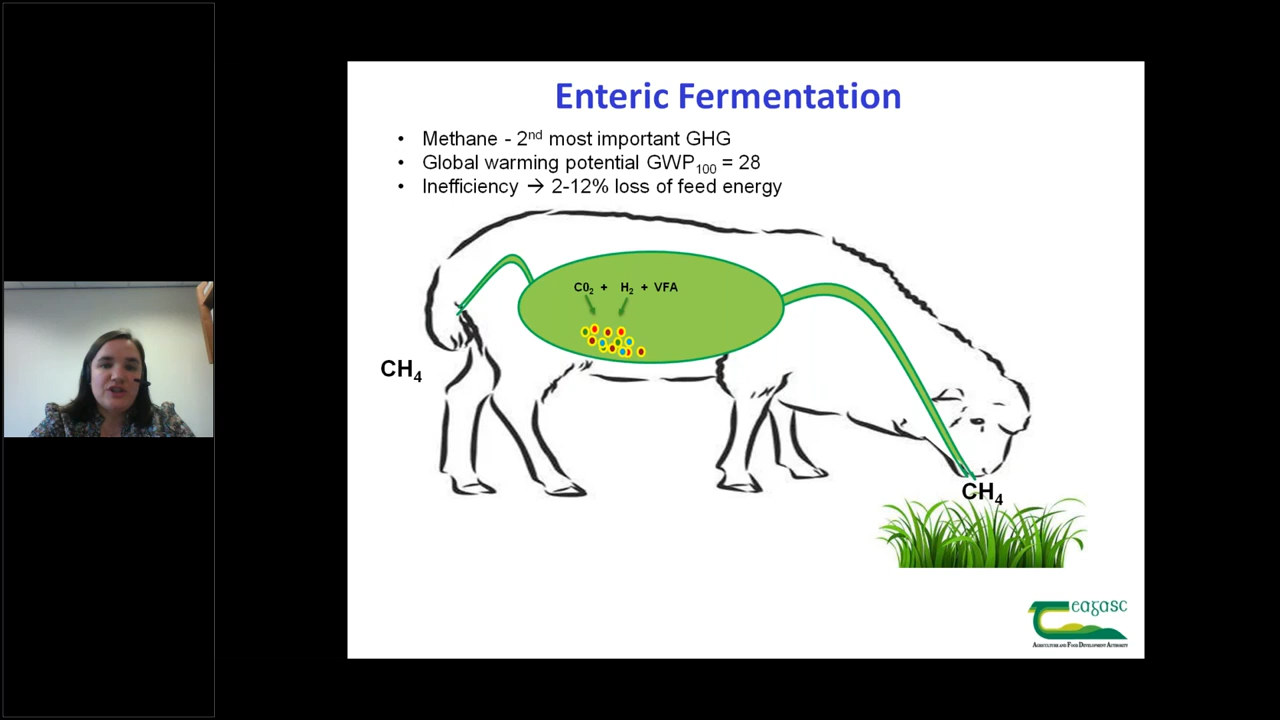 Enteric Fermentation
• Methane - 2nd most important GHG
• Global warming potential GWP100 = 28
• Inefficiency → 2-12% loss of feed energy
C02 + H2 + VFA
CH4
CH4
eagasc
AGRICULTURE AND FOOD DEVELOPMENT AUTHORITY